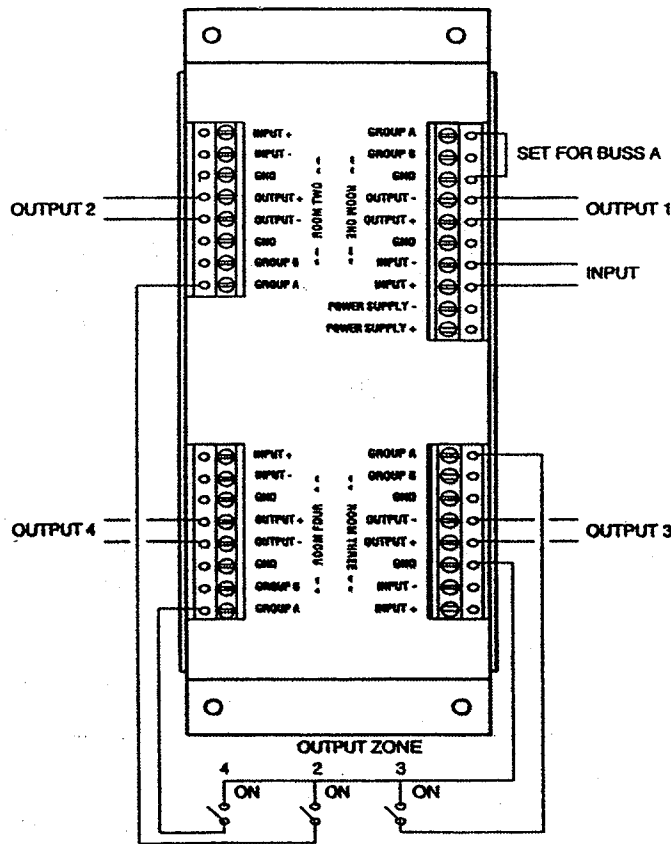 INPUT +
INPUT -
GND
OUTPUT +
OUTPUT -
GND
GROUP B
GROUP A
ROOM TWO
OUTPUT 2
GROUP A
GROUP B
GND
OUTPUT -
OUTPUT +
GND
INPUT -
INPUT +
POWER SUPPLY -
POWER SUPPLY +
ROOM ONE
SET FOR BUSS A
OUTPUT 1
INPUT
INPUT +
INPUT -
GND
OUTPUT +
OUTPUT -
GND
GROUP B
GROUP A
ROOM FOUR
OUTPUT 4
GROUP A
GROUP B
GND
OUTPUT -
OUTPUT +
GND
INPUT -
INPUT +
ROOM THREE
OUTPUT 3
OUTPUT ZONE
4 2 3
ON ON ON